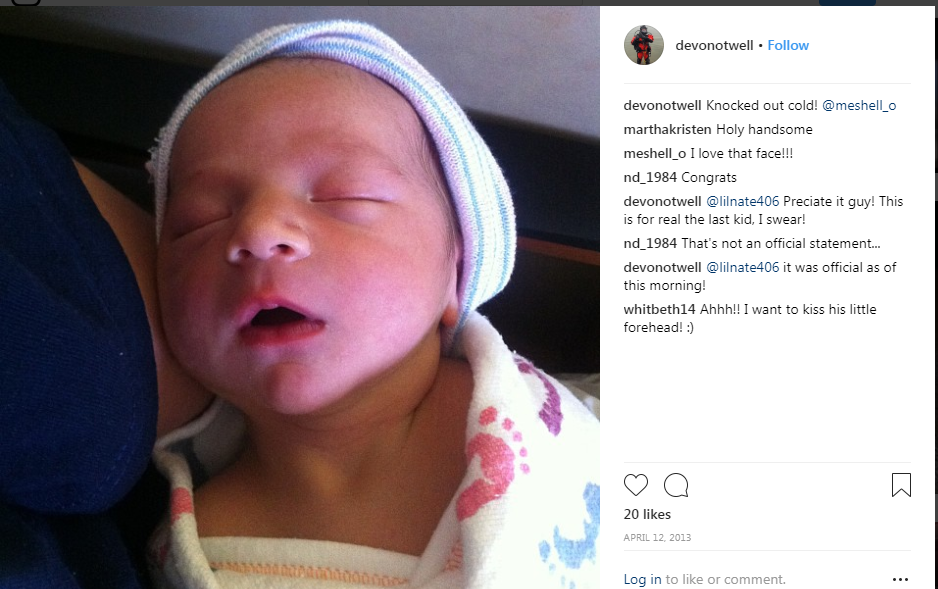 devonotwell • Follow
devonotwell Knocked out cold! @meshell_o
marthakristen Holy handsome
meshell_o I love that face!!!
nd_1984 Congrats
devonotwell @lilnate406 Preciate it guy! This
is for real the last kid, I swear!
nd_1984 That's not an official statement...
devonotwell @lilnate406 it was official as of
this morning!
whitbeth14 Ahhh!! I want to kiss his little
forehead! :)
20 likes
APRIL 12, 2013
Log in to like or comment.